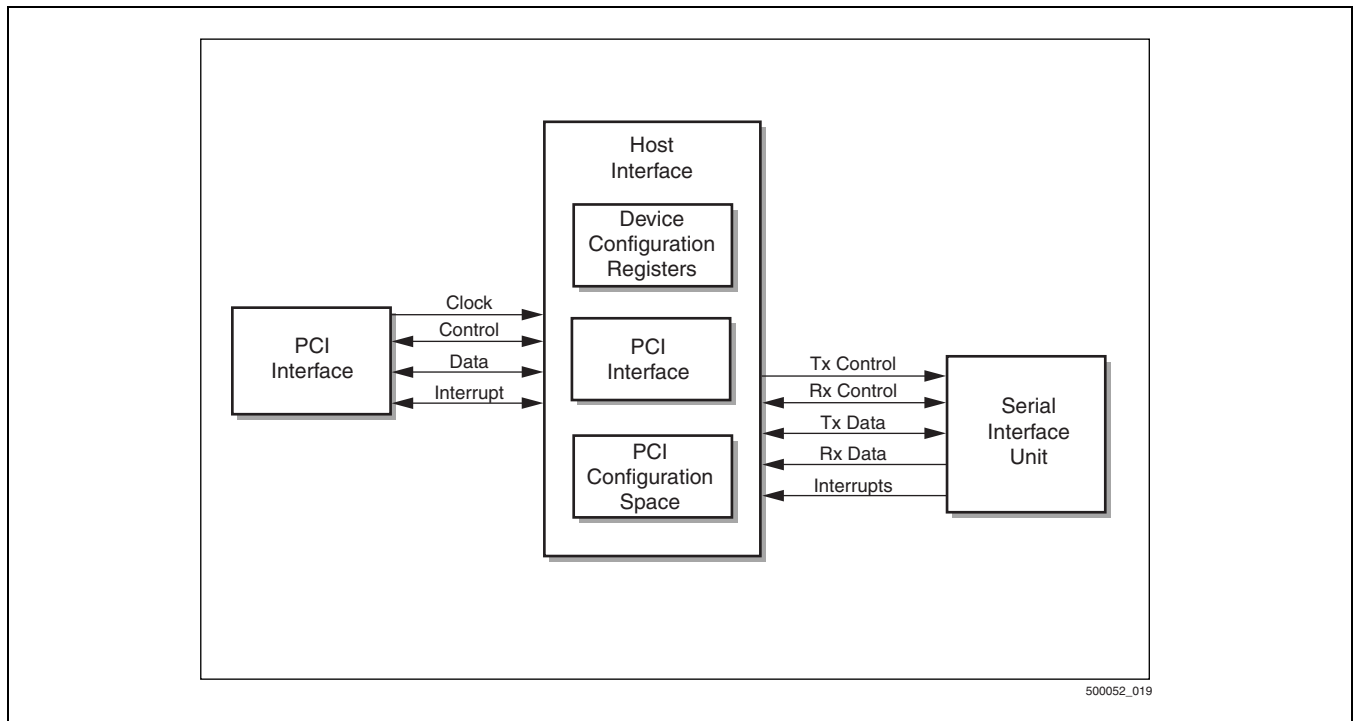 Host
Interface
Device
Configuration
Registers
Clock
Control
Data
Interrupt
PCI
Interface
PCI
Interface
Tx Control
Rx Control
Tx Data
Rx Data
Interrupts
Serial
Interface
Unit
PCI
Configuration
Space
500052_019